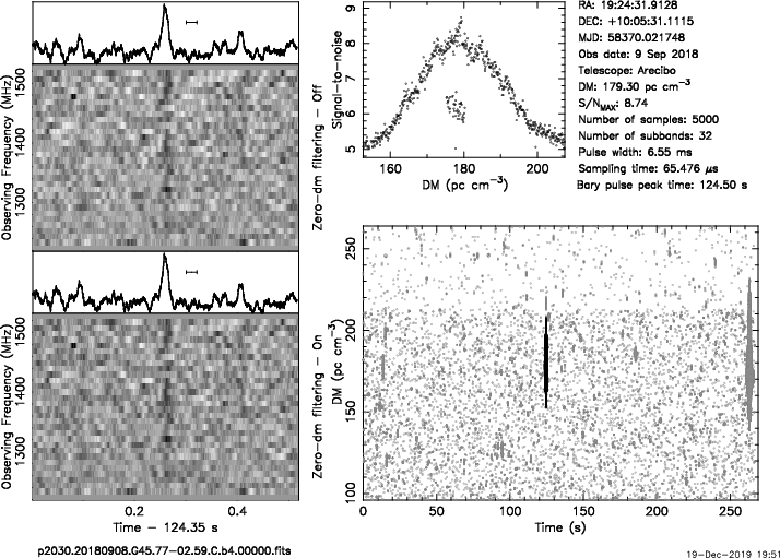 RA: 19:24:31.9128
DEC: +10:05:31.1115
MJD: 58370.021748
Obs date: 9 Sep 2018
Telescope: Arecibo
DM: 179.30 pc cm⁻³
S/N_MAX: 8.74
Number of samples: 5000
Number of subbands: 32
Pulse width: 6.55 ms
Sampling time: 65.476 μs
Bary pulse peak time: 124.50 s
Observing Frequency (MHz)
1500
1400
1300
Zero-dm filtering - Off
Signal-to-noise
9
8
7
6
5
160 180 200
DM (pc cm⁻³)
Observing Frequency (MHz)
1500
1400
1300
Zero-dm filtering - On
0.2 0.4
Time - 124.35 s
DM (pc cm⁻³)
250
200
150
100
0 50 100 150 200 250
Time (s)
p2030.20180908.G45.77-02.59.C.b4.00000.fits
19-Dec-2019 19:51